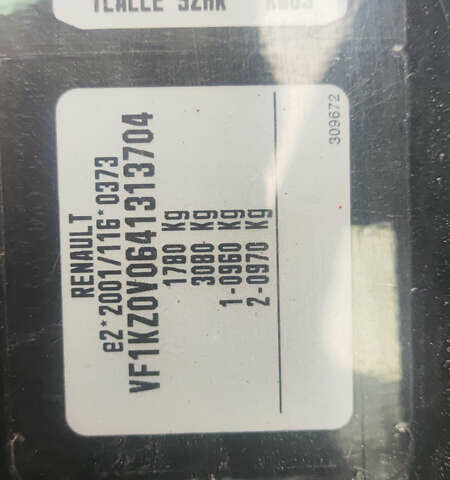 RENAULT
e2*2001/116*0373
VF1KZ0V0641313704
1780 Kg
3080 Kg
1-0960 Kg
2-0970 Kg
309672